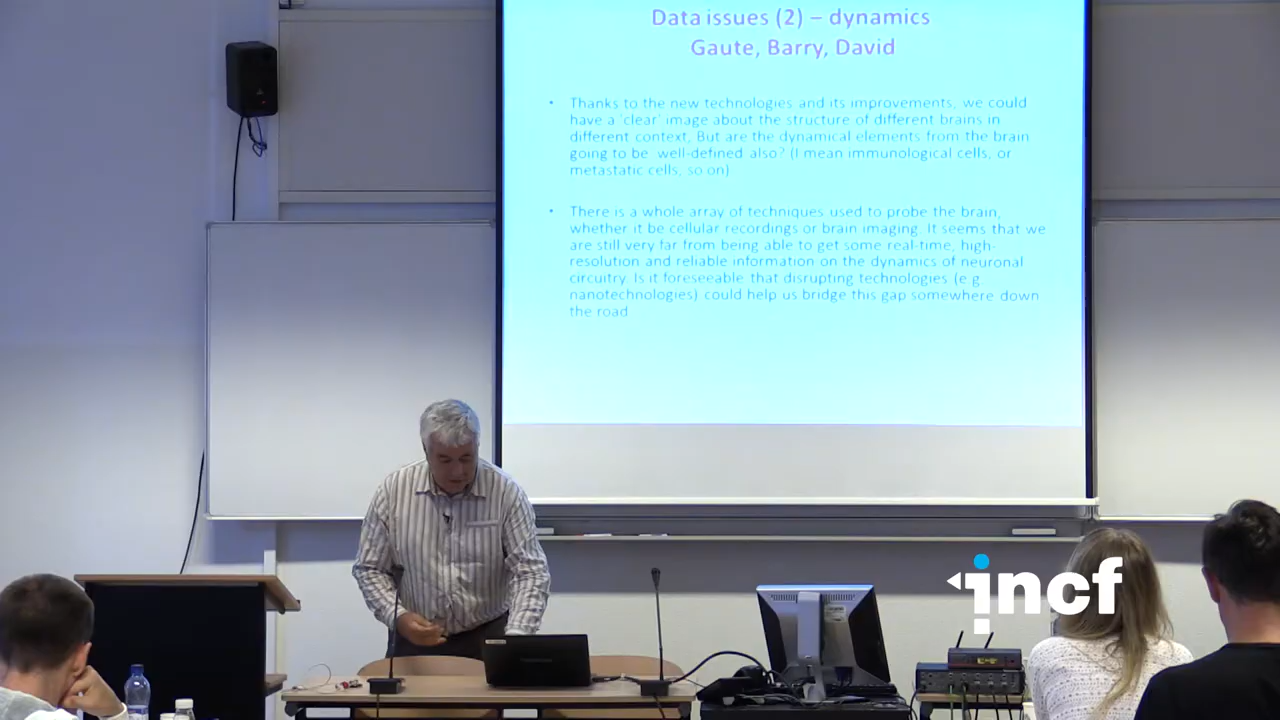 Data issues (2) – dynamics
Gaute, Barry, David
• Thanks to the new technologies and its improvements, we could
have a 'clear' image about the structure of different brains in
different context, But are the dynamical elements from the brain
going to be well-defined also? (I mean immunological cells, or
metastatic cells, so on)
• There is a whole array of techniques used to probe the brain,
whether it be cellular recordings or brain imaging. It seems that we
are still very far from being able to get some real-time, high-
resolution and reliable information on the dynamics of neuronal
circuitry. Is it foreseeable that disrupting technologies (e.g.
nanotechnologies) could help us bridge this gap somewhere down
the road
incf